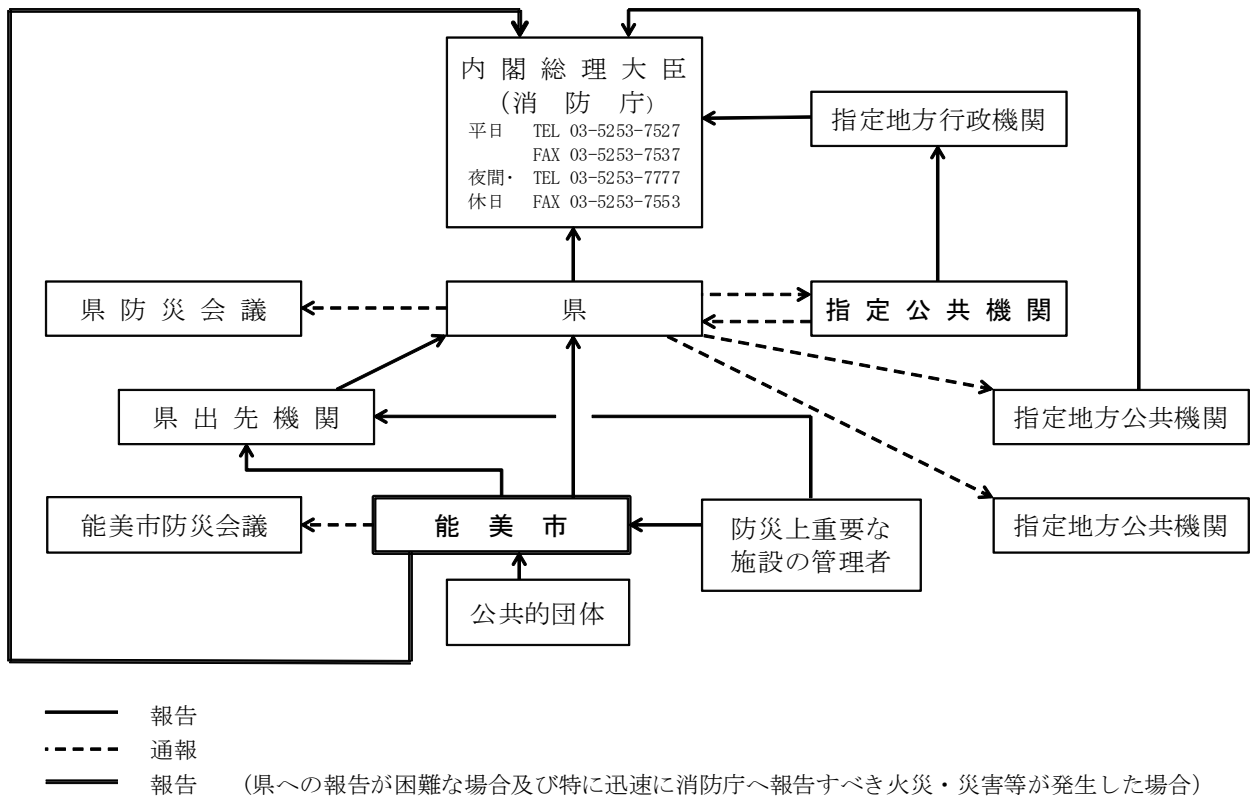 内閣総理大臣
(消防庁)
平日 TEL 03-5253-7527
FAX 03-5253-7537
夜間・ TEL 03-5253-7777
休日 FAX 03-5253-7553
指定地方行政機関
県防災会議
県
指定公共機関
県出先機関
指定地方公共機関
能美市防災会議
能美市
防災上重要な
施設の管理者
指定地方公共機関
公共的団体
報告
通報
報告 (県への報告が困難な場合及び特に迅速に消防庁へ報告すべき火災・災害等が発生した場合)